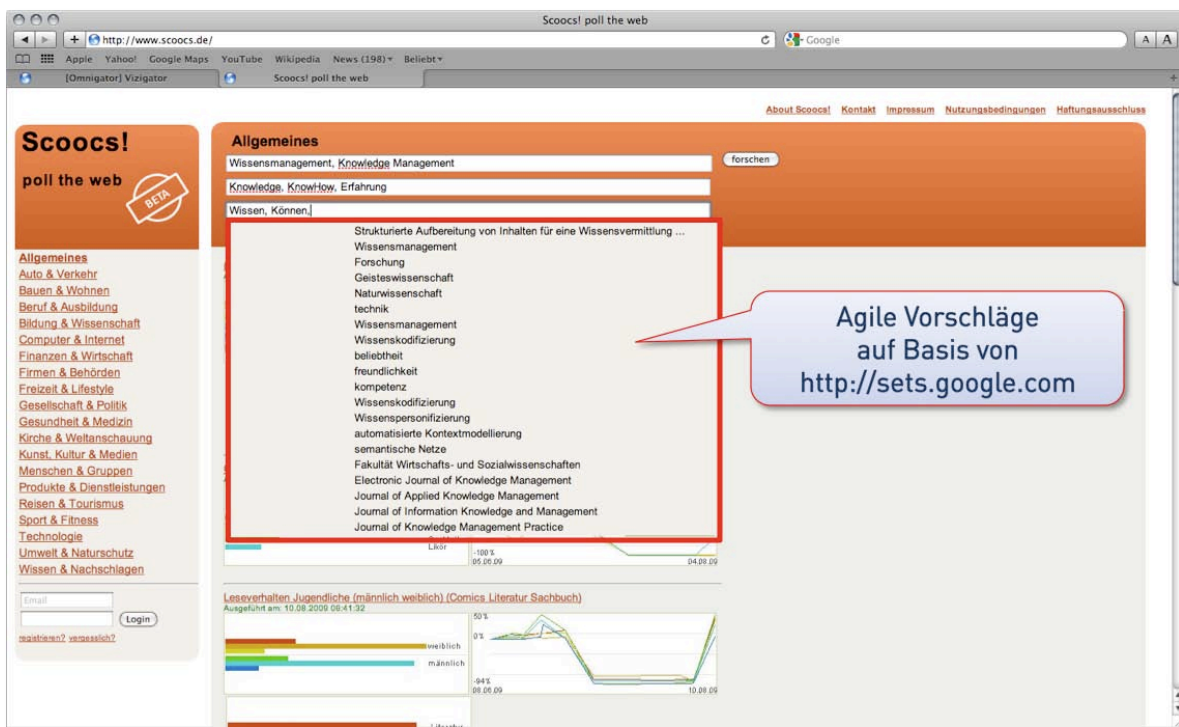 Scoocs! poll the web
http://www.scoocs.de/
Google
A A
Apple Yahoo! Google Maps YouTube Wikipedia News (198) Beliebt
[Omnigator] Vizigator
Scoocs! poll the web
About Scoocs! Kontakt Impressum Nutzungsbedingungen Haftungsausschluss
Scoocs!
poll the web
BETA
Allgemeines
Wissensmanagement, Knowledge Management
forschen
Knowledge, KnowHow, Erfahrung
Wissen, Können,
Allgemeines
Auto & Verkehr
Bauen & Wohnen
Beruf & Ausbildung
Bildung & Wissenschaft
Computer & Internet
Finanzen & Wirtschaft
Firmen & Behörden
Freizeit & Lifestyle
Gesellschaft & Politik
Gesundheit & Medizin
Kirche & Weltanschauung
Kunst, Kultur & Medien
Menschen & Gruppen
Produkte & Dienstleistungen
Reisen & Tourismus
Sport & Fitness
Technologie
Umwelt & Naturschutz
Wissen & Nachschlagen
Email
Login
registrieren? vergesslich?
Strukturierte Aufbereitung von Inhalten für eine Wissensvermittlung ...
Wissensmanagement
Forschung
Geisteswissenschaft
Naturwissenschaft
technik
Wissensmanagement
Wissenskodifizierung
beliebtheit
freundlichkeit
kompetenz
Wissenskodifizierung
Wissenspersonifizierung
automatisierte Kontextmodellierung
semantische Netze
Fakultät Wirtschafts- und Sozialwissenschaften
Electronic Journal of Knowledge Management
Journal of Applied Knowledge Management
Journal of Information Knowledge and Management
Journal of Knowledge Management Practice
Agile Vorschläge
auf Basis von
http://sets.google.com
Likör
-100%
05.06.09 04.08.09
Leseverhalten Jugendliche (männlich weiblich) (Comics Literatur Sachbuch)
Ausgeführt am: 10.08.2009 08:41:32
weiblich
männlich
50%
0%
-94%
08.06.09 10.08.09